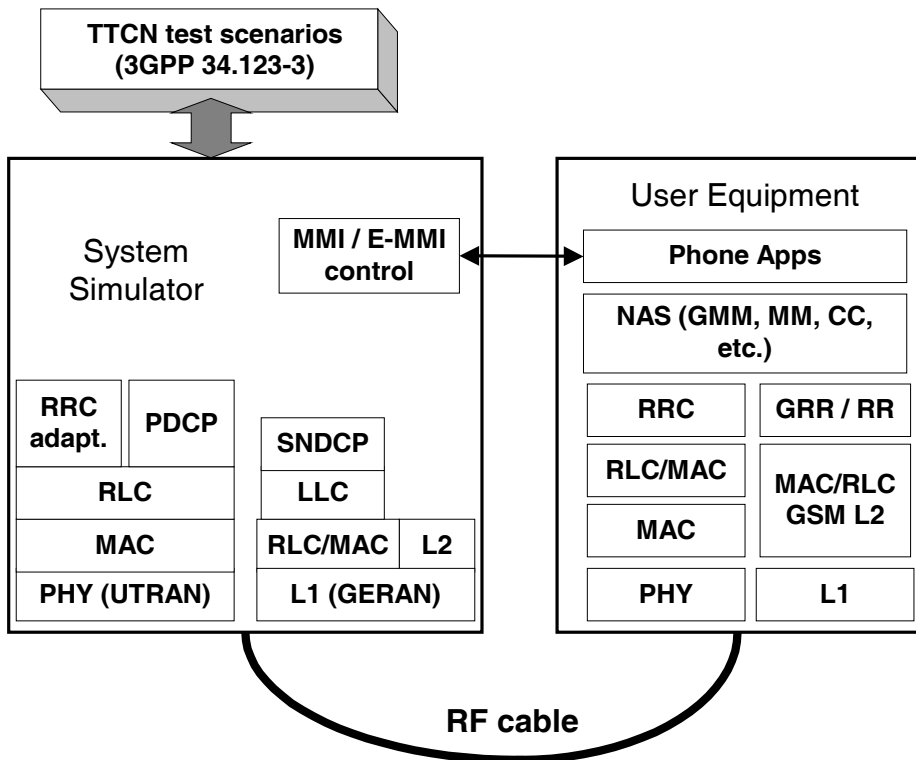 TTCN test scenarios
(3GPP 34.123-3)
System
Simulator
MMI / E-MMI
control
RRC
adapt.
PDCP
RLC
MAC
PHY (UTRAN)
SNDCP
LLC
RLC/MAC
L2
L1 (GERAN)
User Equipment
Phone Apps
NAS (GMM, MM, CC,
etc.)
RRC
GRR / RR
RLC/MAC
MAC/RLC
GSM L2
MAC
PHY
L1
RF cable